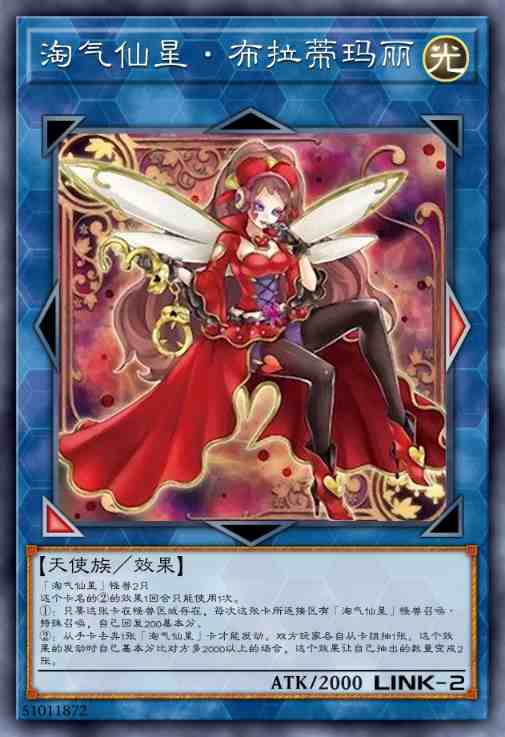 淘气仙星·布拉蒂玛丽
光
【天使族／效果】
「淘气仙星」怪兽2只
这个卡名的②的效果1回合只能使用1次。
①：只要这张卡在怪兽区域存在，每次这张卡所连接区有「淘气仙星」怪兽召唤·
特殊召唤，自己回复200基本分。
②：从手卡丢弃1张「淘气仙星」卡才能发动。双方玩家各自从卡组抽1张。这个效
果的发动时自己基本分比对方多2000以上的场合，这个效果让自己抽出的数量变成2
张。
ATK/2000 LINK-2
51011872